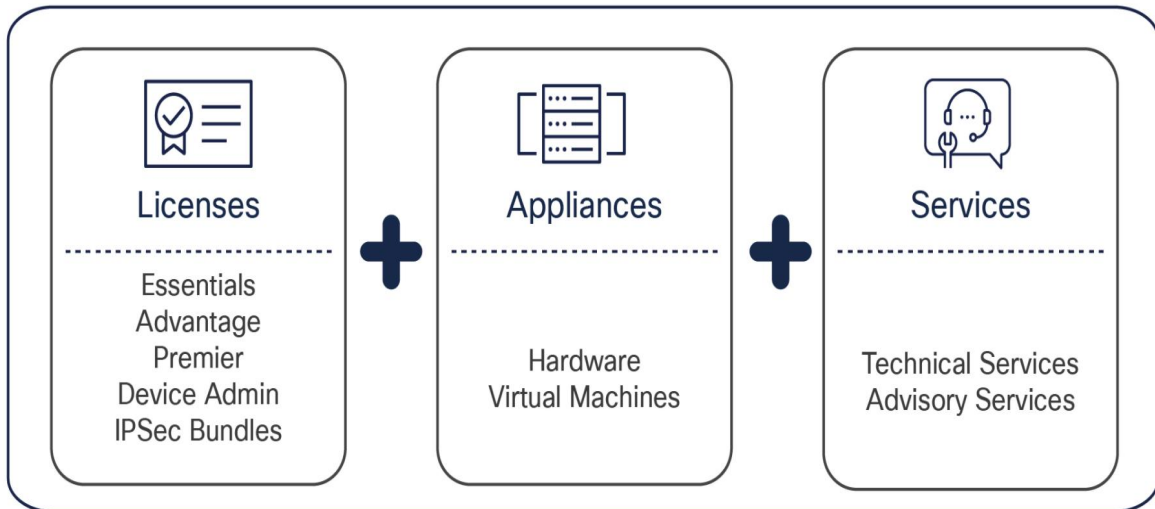 Licenses
Essentials
Advantage
Premier
Device Admin
IPSec Bundles
Appliances
Hardware
Virtual Machines
Services
Technical Services
Advisory Services